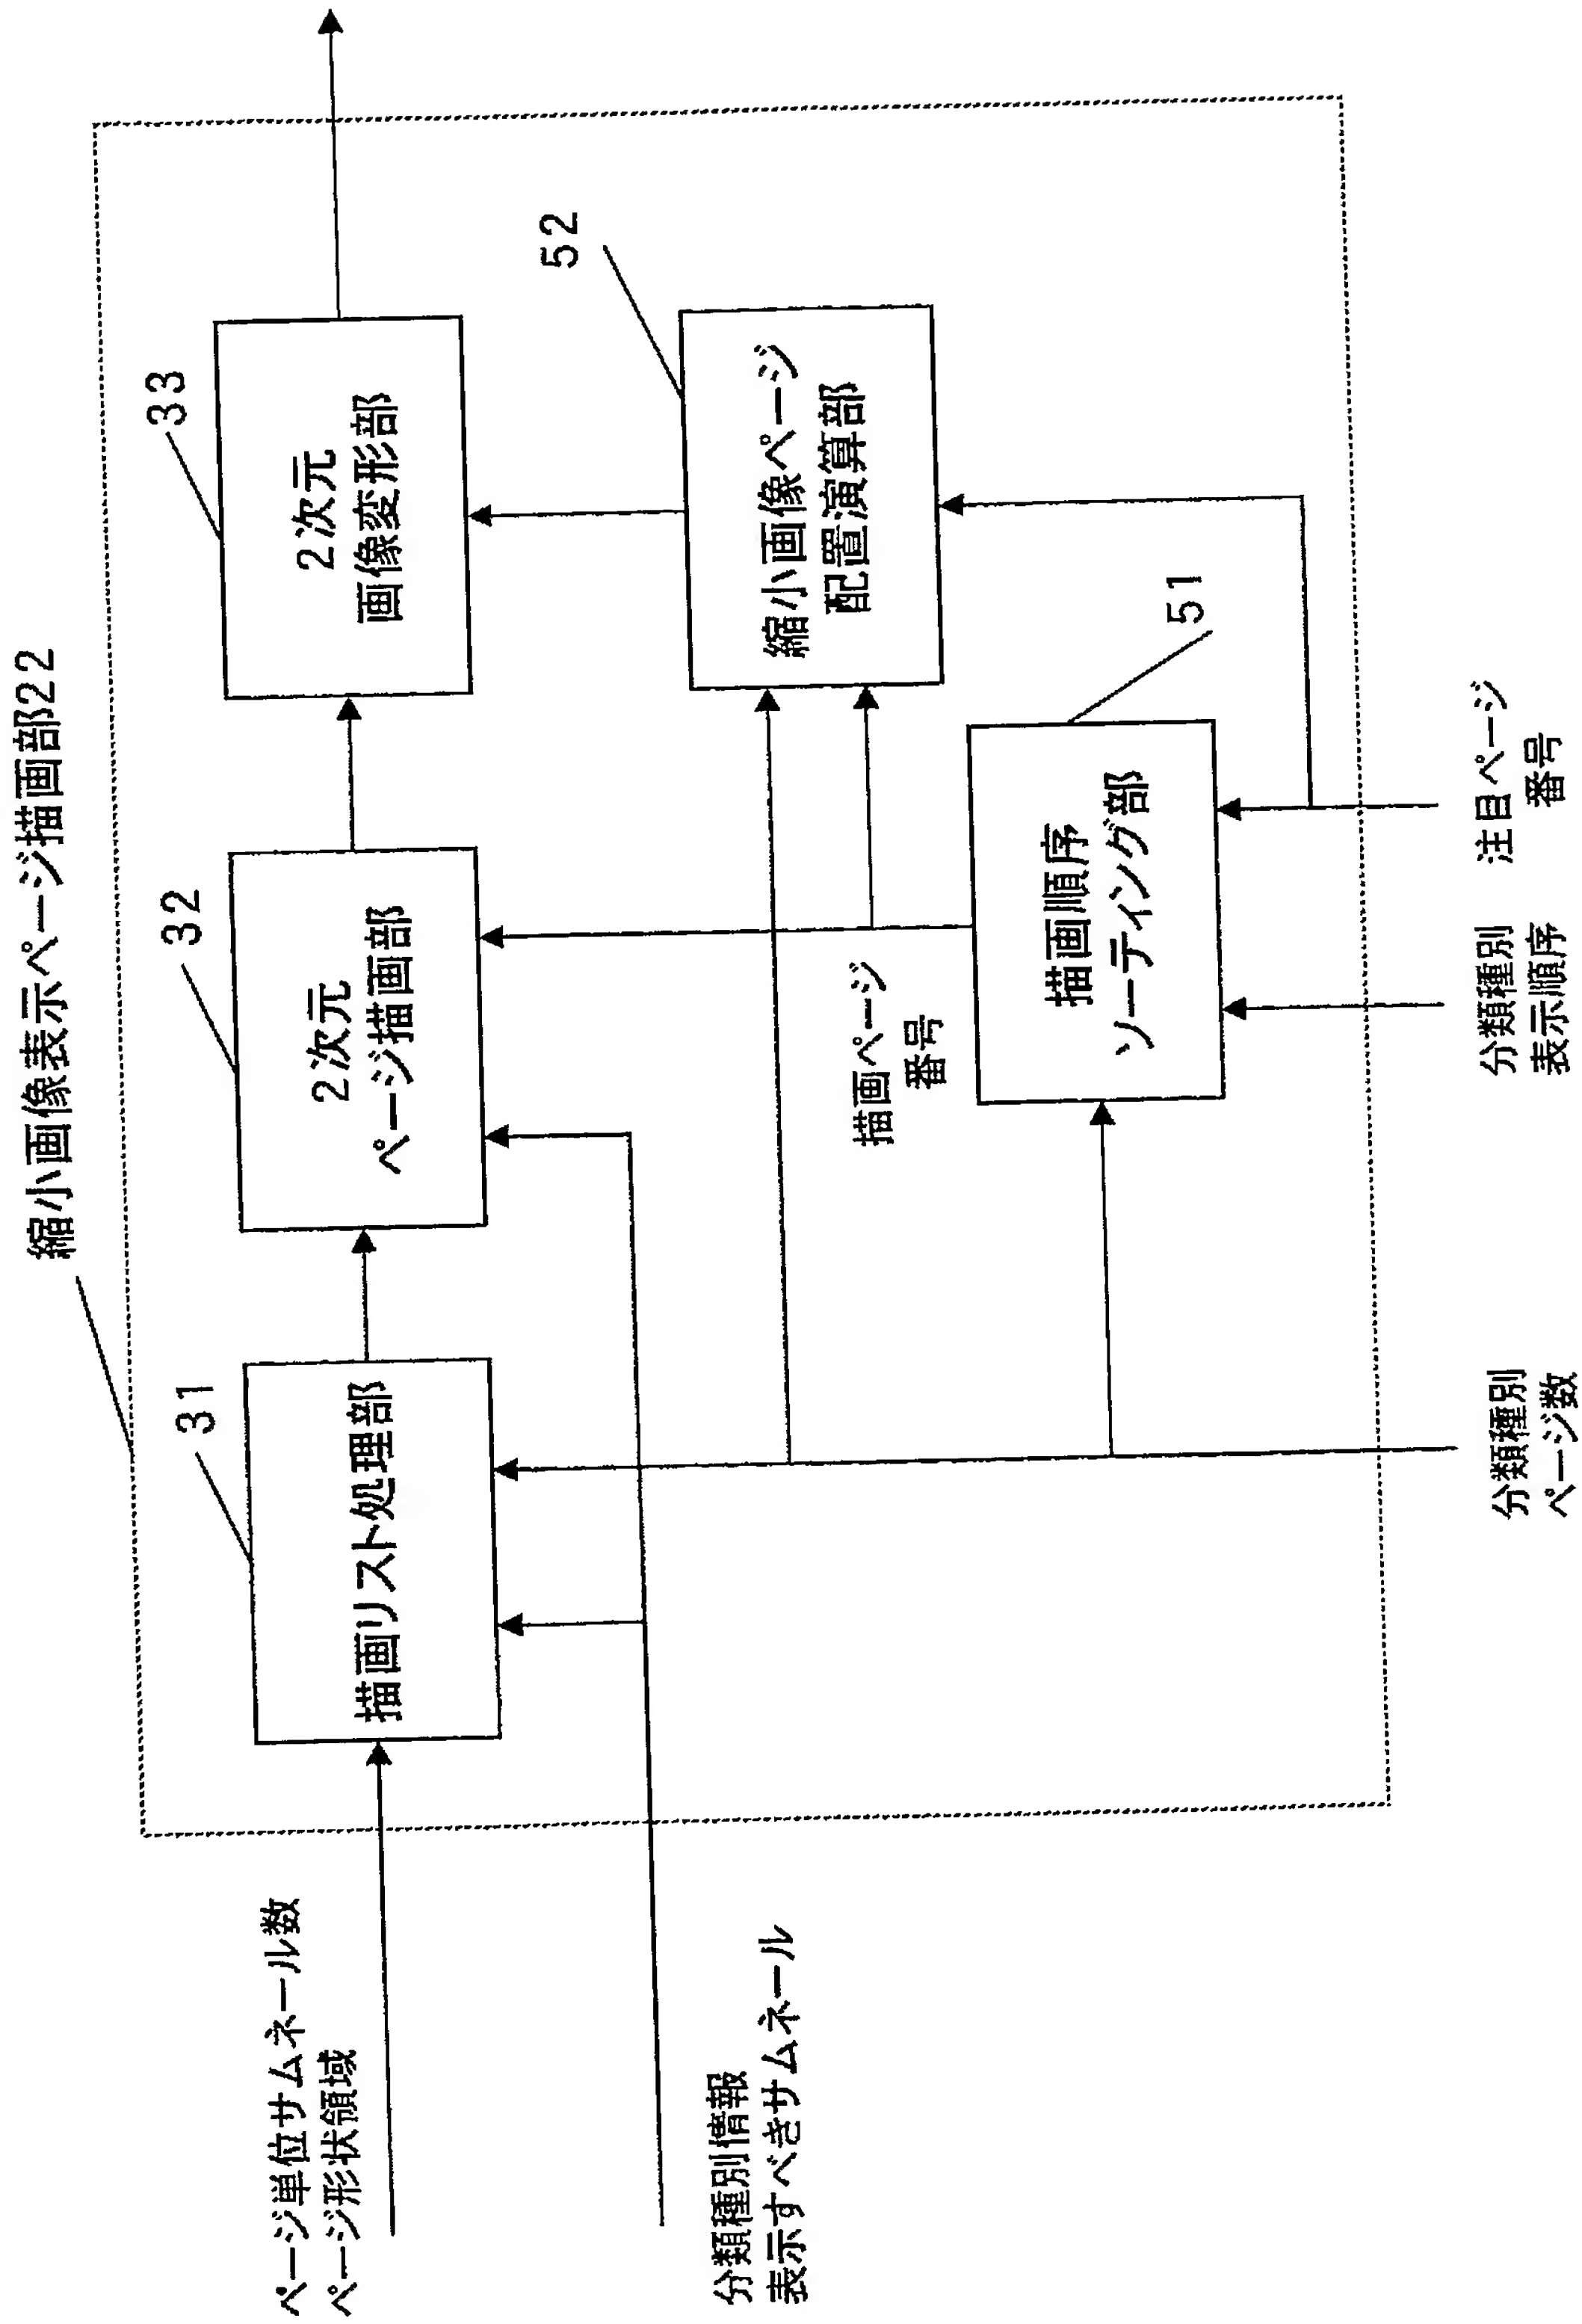 縮小画像表示ページ描画部22
31
描画リスト処理部
32
2次元
ページ描画部
33
2次元
画像変形部
52
縮小画像ページ
配置演算部
51
描画順序
ソーティング部
描画ページ
番号
ページ単位サムネール数
ページ形状領域
分類種別情報
表示すべきサムネール
分類種別
ページ数
分類種別
表示順序
注目ページ
番号